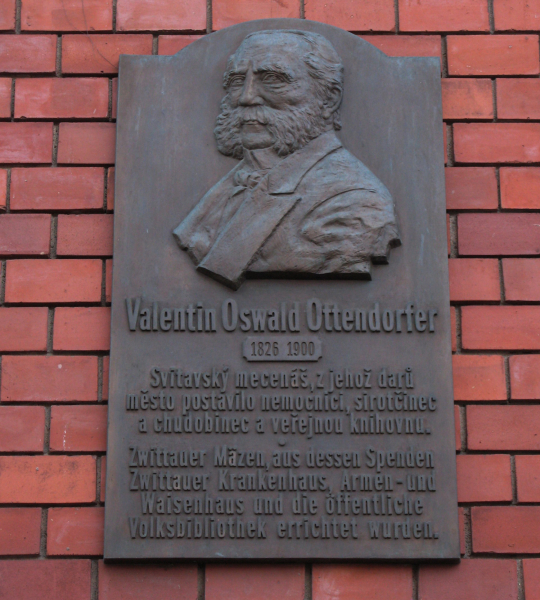 Valentin Oswald Ottendorfer
1826 1900
Svitavský mecenáš, z jehož darů
město postavilo nemocnici, sirotčinec
a chudobinec a veřejnou knihovnu.
Zwittauer Mäzen, aus dessen Spenden
Zwittauer Krankenhaus, Armen- und
Waisenhaus und die öffentliche
Volksbibliothek errichtet wurden.